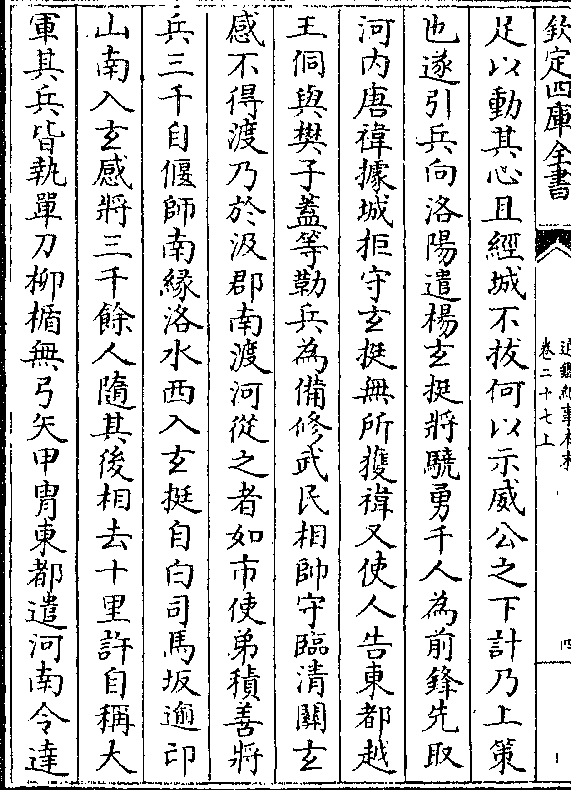 欽定四庫全書
通鑑紀事本末
卷二十七上
四
足以動其心且經城不拔何以示威公之下計乃上策
也遂引兵向洛陽遣楊玄挺將驍勇千人為前鋒先取
河内唐禕據城拒守玄挺無所獲禕又使人告東都越
王侗與樊子蓋等勒兵為備修武民相帥守臨清關玄
感不得渡乃於汲郡南渡河從之者如市使弟積善將
兵三千自偃師南緣洛水西入玄挺自白司馬坂逾邙
山南入玄感將三千餘人隨其後相去十里許自稱大
軍其兵皆執單刀柳楯無弓矢甲胄東都遣河南令達